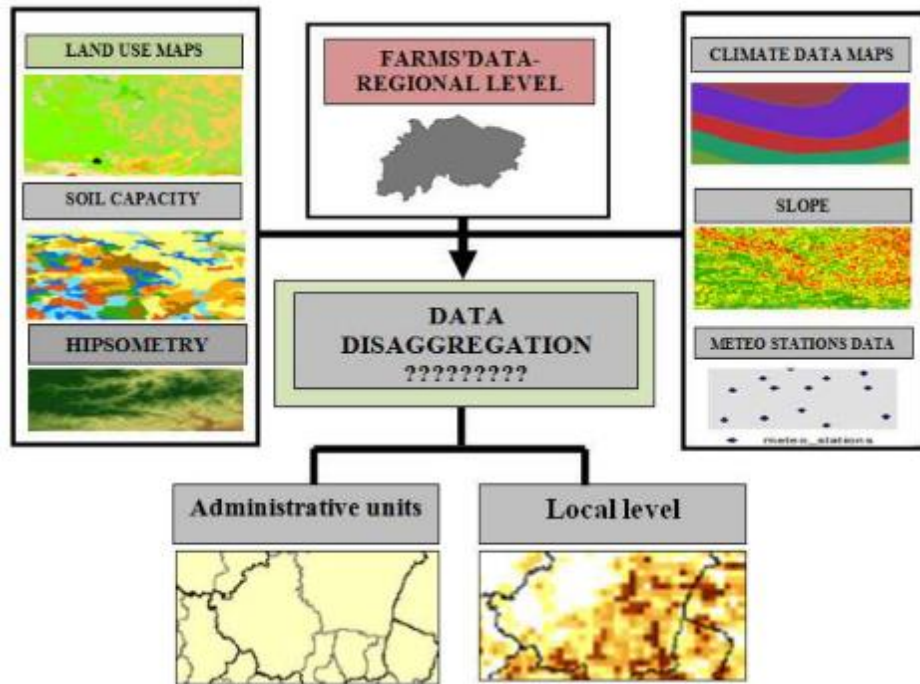 LAND USE MAPS
SOIL CAPACITY
HIPSOMETRY
FARMS'DATA-
REGIONAL LEVEL
CLIMATE DATA MAPS
SLOPE
METEO STATIONS DATA
meteo_stations
DATA
DISAGGREGATION
?????????
Administrative units
Local level